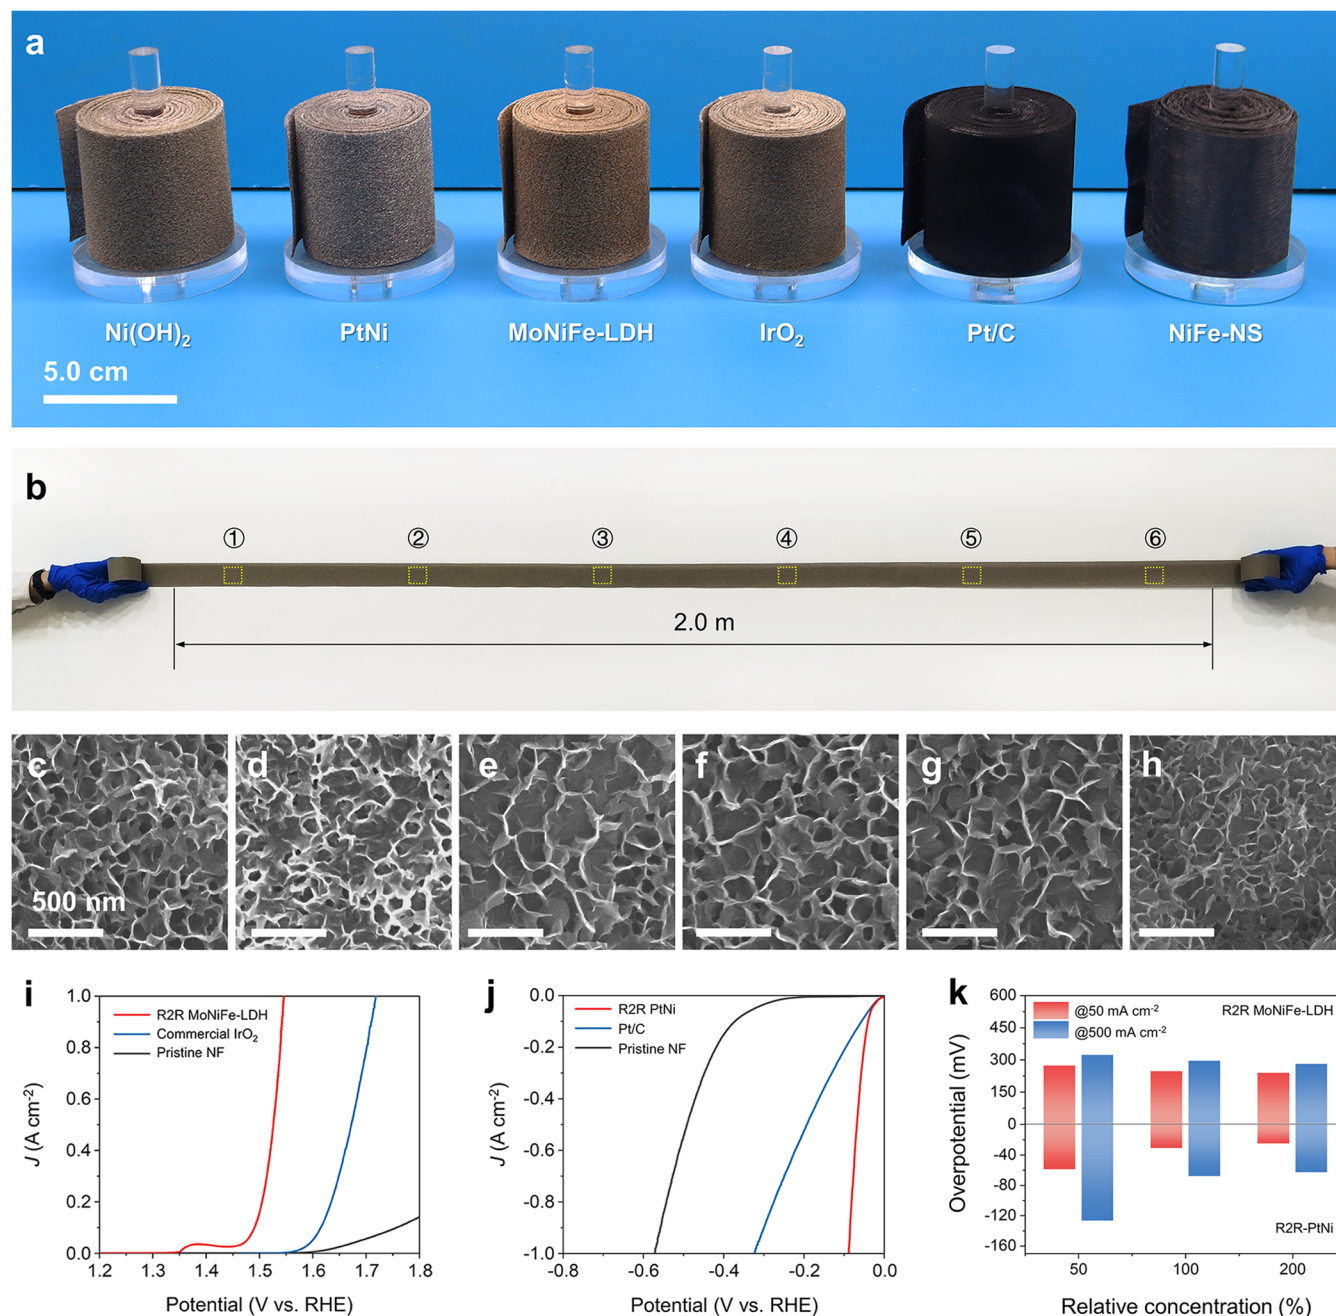 a
Ni(OH)₂ PtNi MoNiFe-LDH IrO₂ Pt/C NiFe-NS
5.0 cm
b
① ② ③ ④ ⑤ ⑥
2.0 m
c d e f g h
500 nm
i
1.0
0.8
0.6
0.4
0.2
0.0
J (A cm⁻²)
R2R MoNiFe-LDH
Commercial IrO₂
Pristine NF
1.2 1.3 1.4 1.5 1.6 1.7 1.8
Potential (V vs. RHE)
j
0.0
-0.2
-0.4
-0.6
-0.8
-1.0
J (A cm⁻²)
R2R PtNi
Pt/C
Pristine NF
-0.8 -0.6 -0.4 -0.2 0.0
Potential (V vs. RHE)
k
600
450
300
150
0
-40
-80
-120
-160
Overpotential (mV)
@50 mA cm⁻²
@500 mA cm⁻²
R2R MoNiFe-LDH
R2R-PtNi
50 100 200
Relative concentration (%)